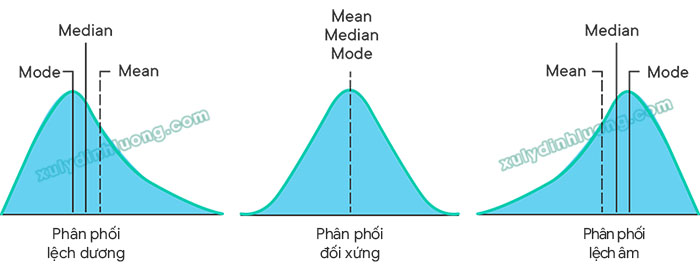 Median
Mode
Mean
xulydinhluong.com
Phân phối
lệch dương
Mean
Median
Mode
Phân phối
đối xứng
Median
Mean
Mode
xulydinhluong.com
Phân phối
lệch âm